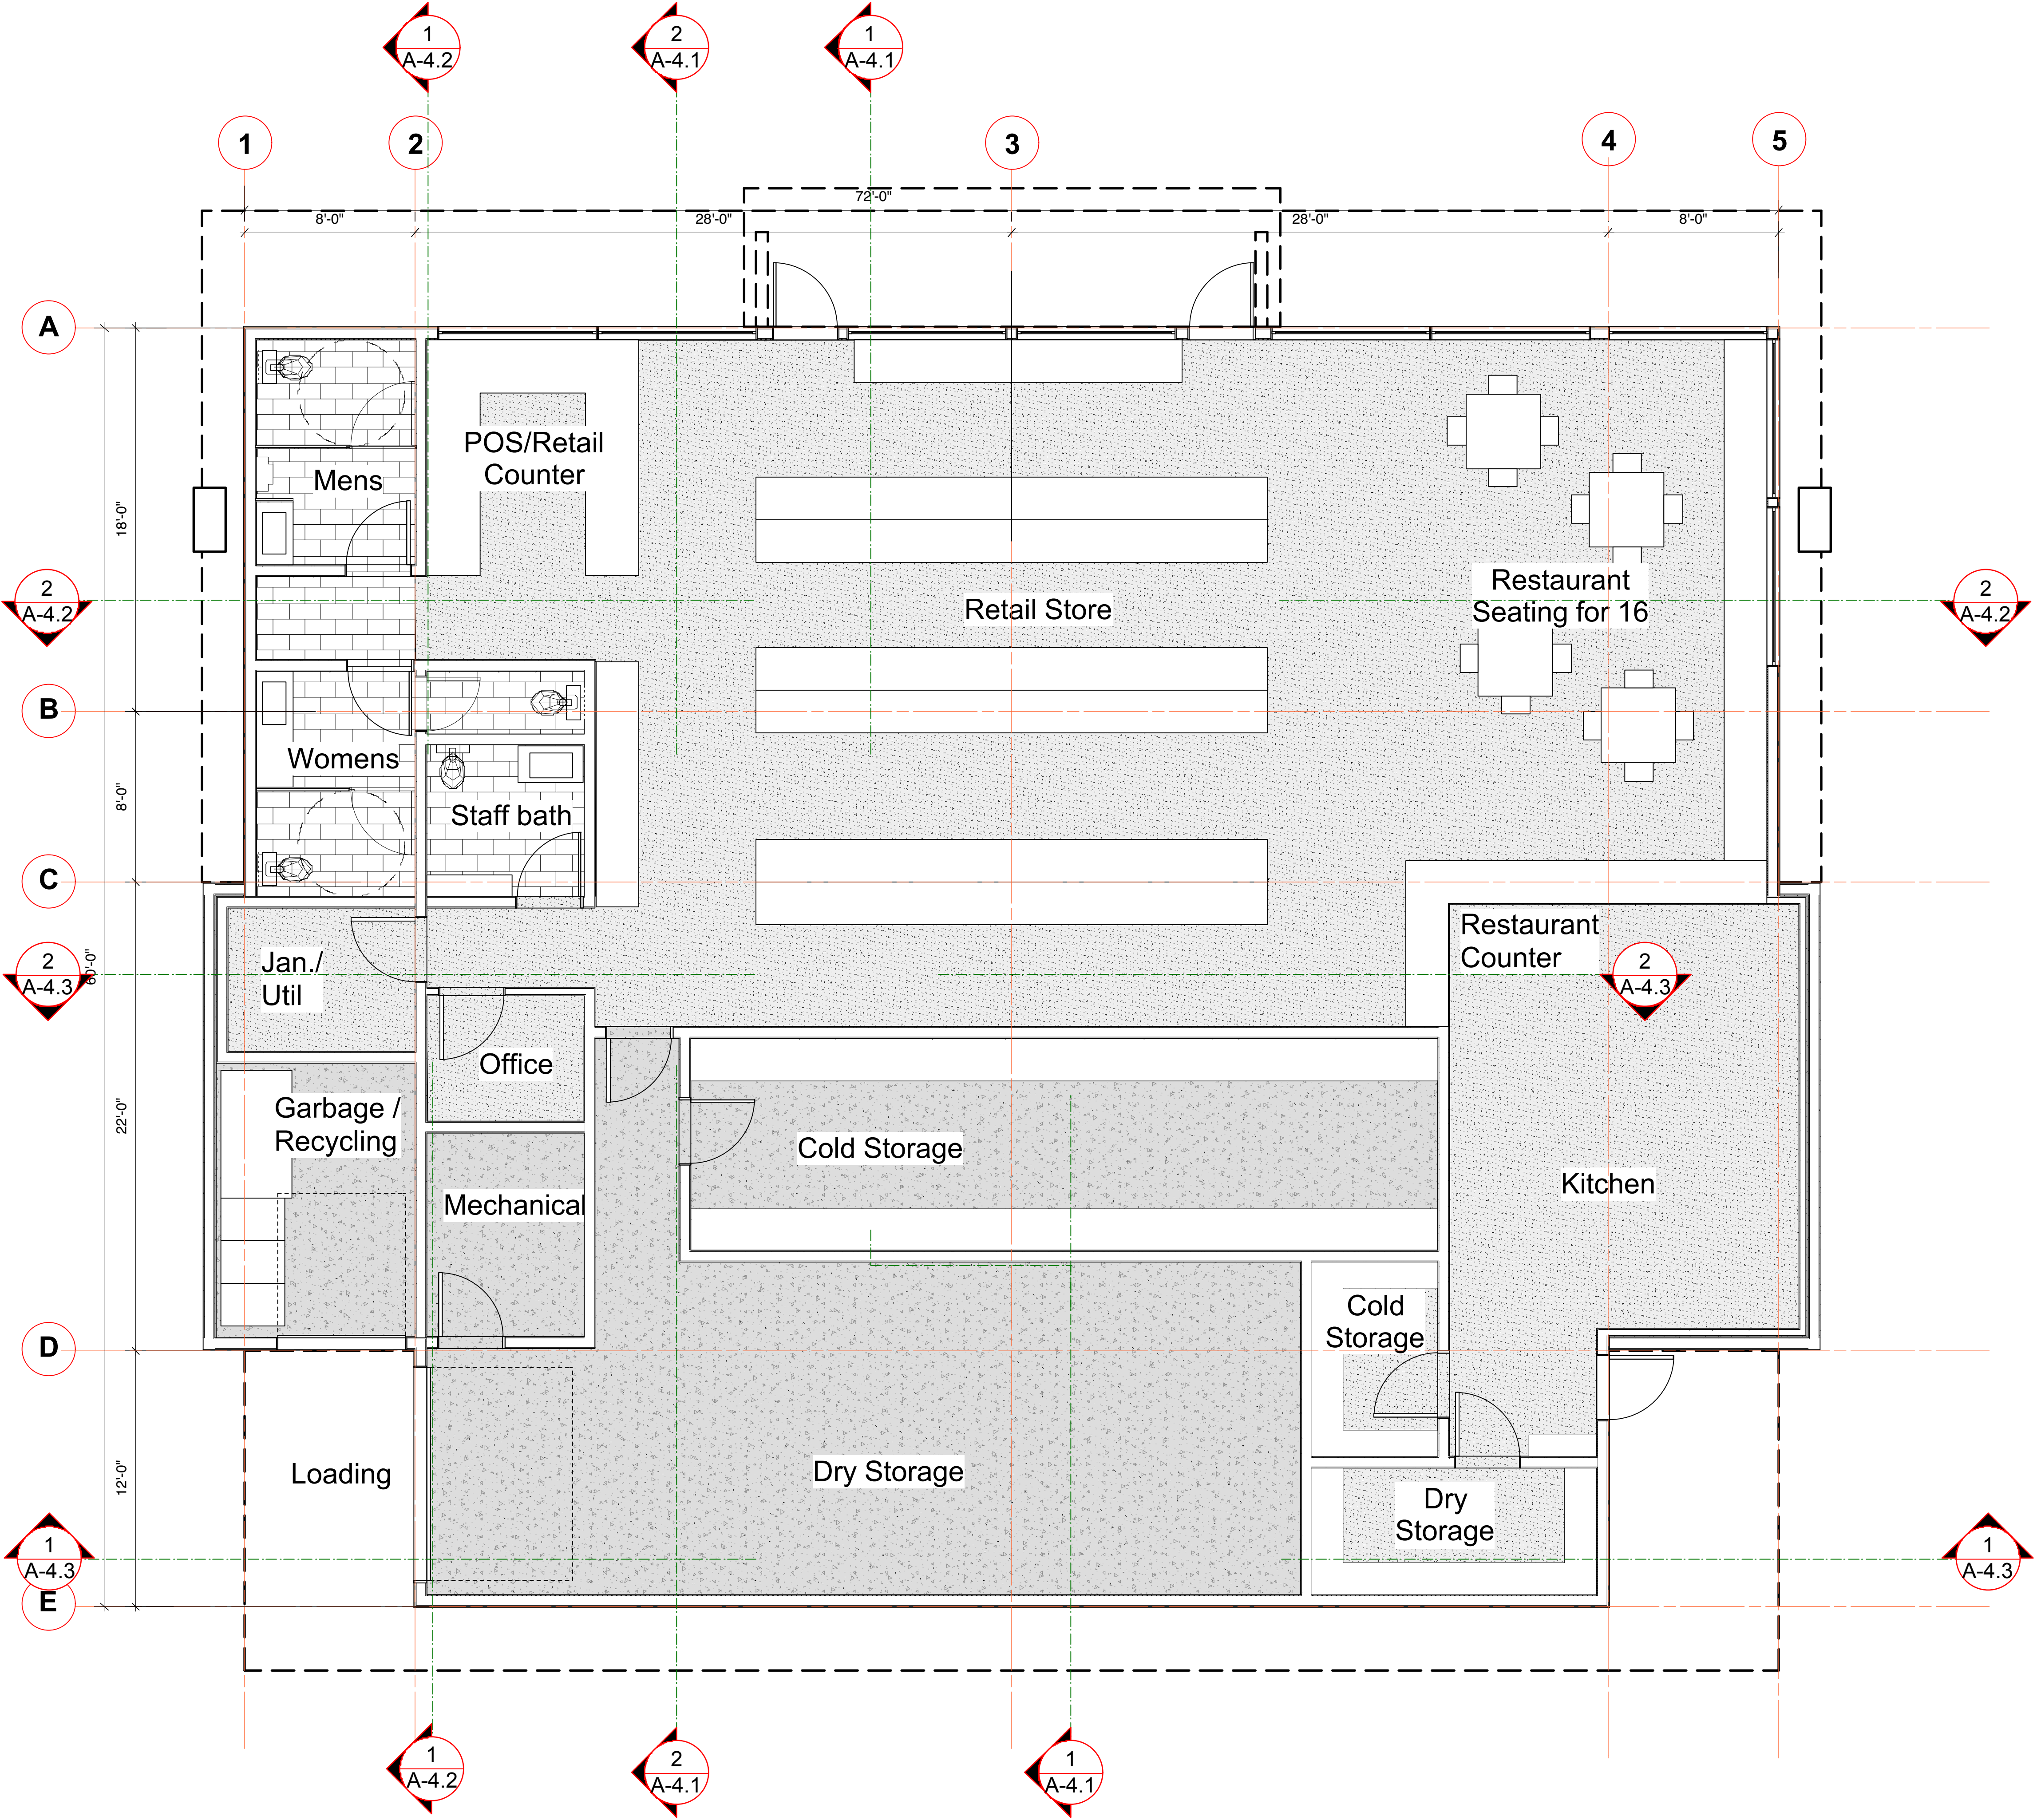 1
A-4.2
2
A-4.1
1
A-4.1
1
2
3
4
5
72'-0"
8'-0"
28'-0"
28'-0"
8'-0"
A
POS/Retail
Counter
Mens
18'-0"
2
A-4.2
Retail Store
Restaurant
Seating for 16
2
A-4.2
B
Womens
8'-0"
Staff bath
C
Restaurant
Counter
2
A-4.3
60'-0"
Jan./
Util
2
A-4.3
Office
22'-0"
Garbage /
Recycling
Cold Storage
Mechanical
Kitchen
Cold
Storage
D
Loading
Dry Storage
12'-0"
Dry
Storage
1
A-4.3
1
A-4.3
E
1
A-4.2
2
A-4.1
1
A-4.1